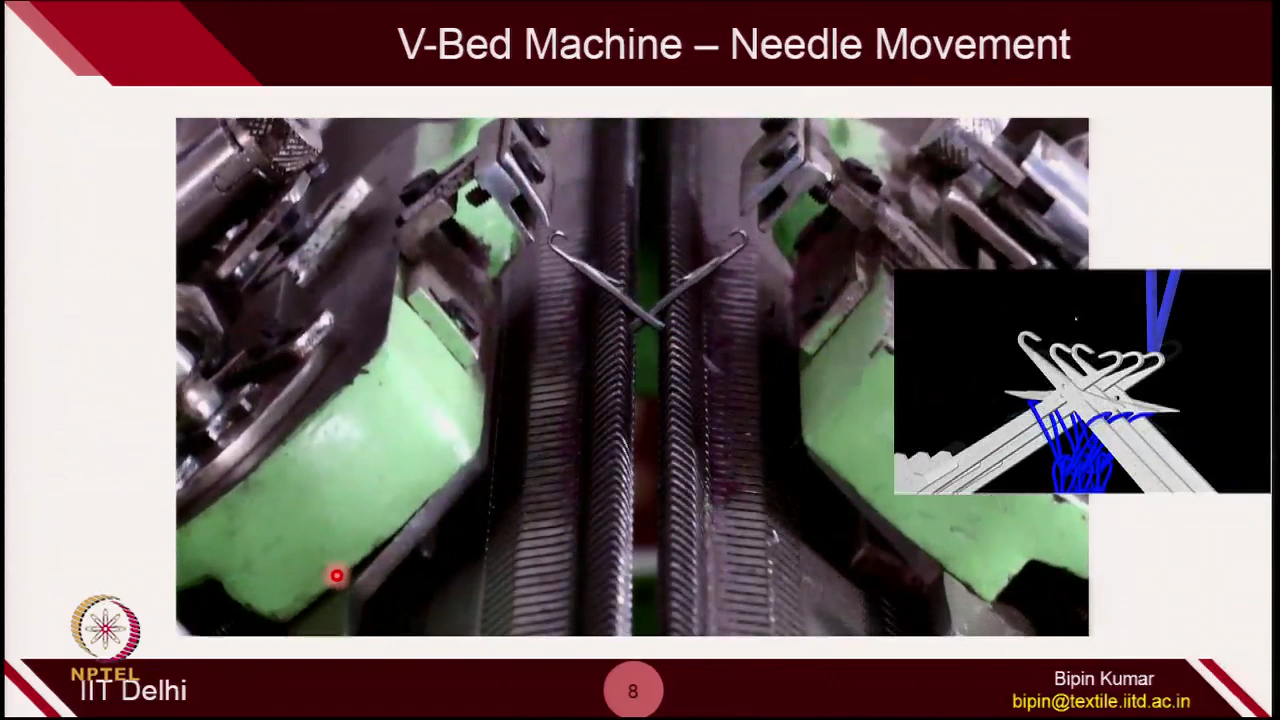 V-Bed Machine – Needle Movement
NPTEL
IIT Delhi
8
Bipin Kumar
bipin@textile.iitd.ac.in